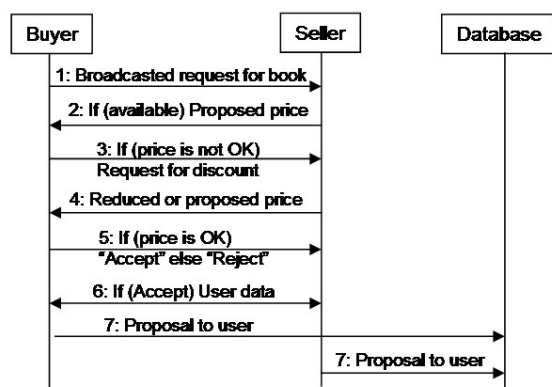 Buyer
Seller
Database
1: Broadcasted request for book
2: If (available) Proposed price
3: If (price is not OK)
Request for discount
4: Reduced or proposed price
5: If (price is OK)
"Accept" else "Reject"
6: If (Accept) User data
7: Proposal to user
7: Proposal to user